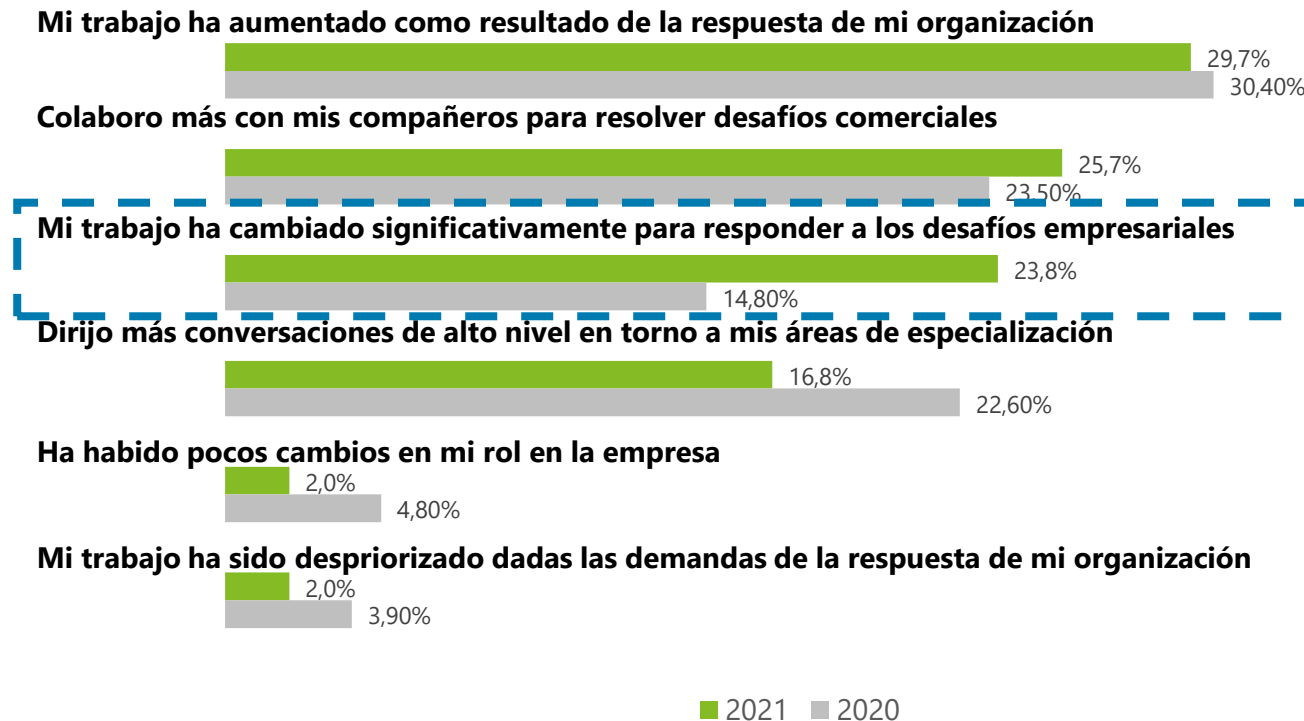 Mi trabajo ha aumentado como resultado de la respuesta de mi organización
29,7%
30,40%
Colaboro más con mis compañeros para resolver desafíos comerciales
25,7%
23,50%
Mi trabajo ha cambiado significativamente para responder a los desafíos empresariales
23,8%
14,80%
Dirijo más conversaciones de alto nivel en torno a mis áreas de especialización
16,8%
22,60%
Ha habido pocos cambios en mi rol en la empresa
2,0%
4,80%
Mi trabajo ha sido despriorizado dadas las demandas de la respuesta de mi organización
2,0%
3,90%
2021 2020